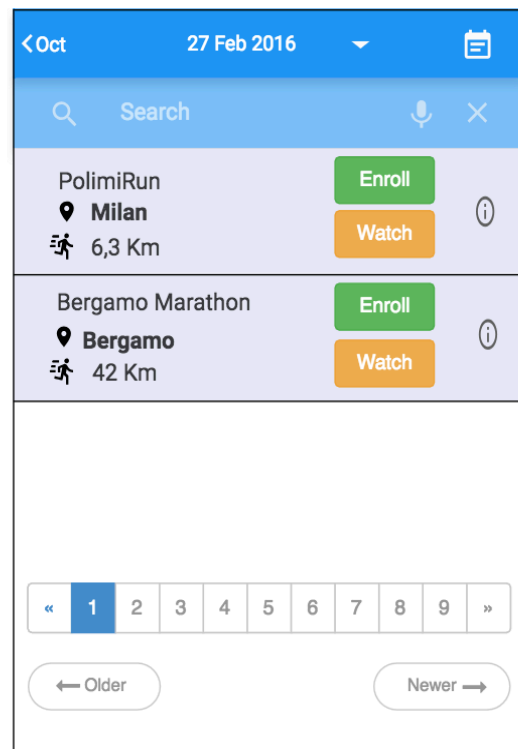 <Oct 27 Feb 2016
Search
PolimiRun
Enroll
Milan
Watch
6,3 Km
Bergamo Marathon
Enroll
Bergamo
Watch
42 Km
« 1 2 3 4 5 6 7 8 9 »
← Older Newer →